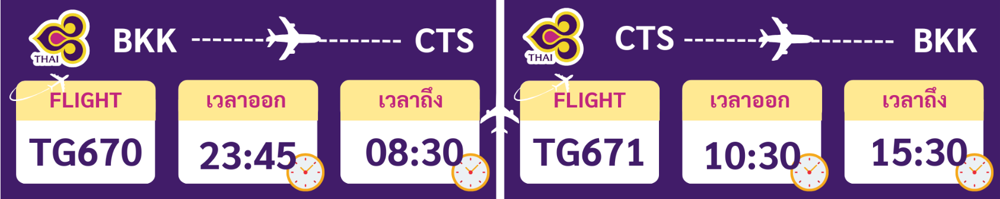 THAI
BKK CTS
FLIGHT เวลาออก เวลาถึง
TG670 23:45 08:30
THAI
CTS BKK
FLIGHT เวลาออก เวลาถึง
TG671 10:30 15:30